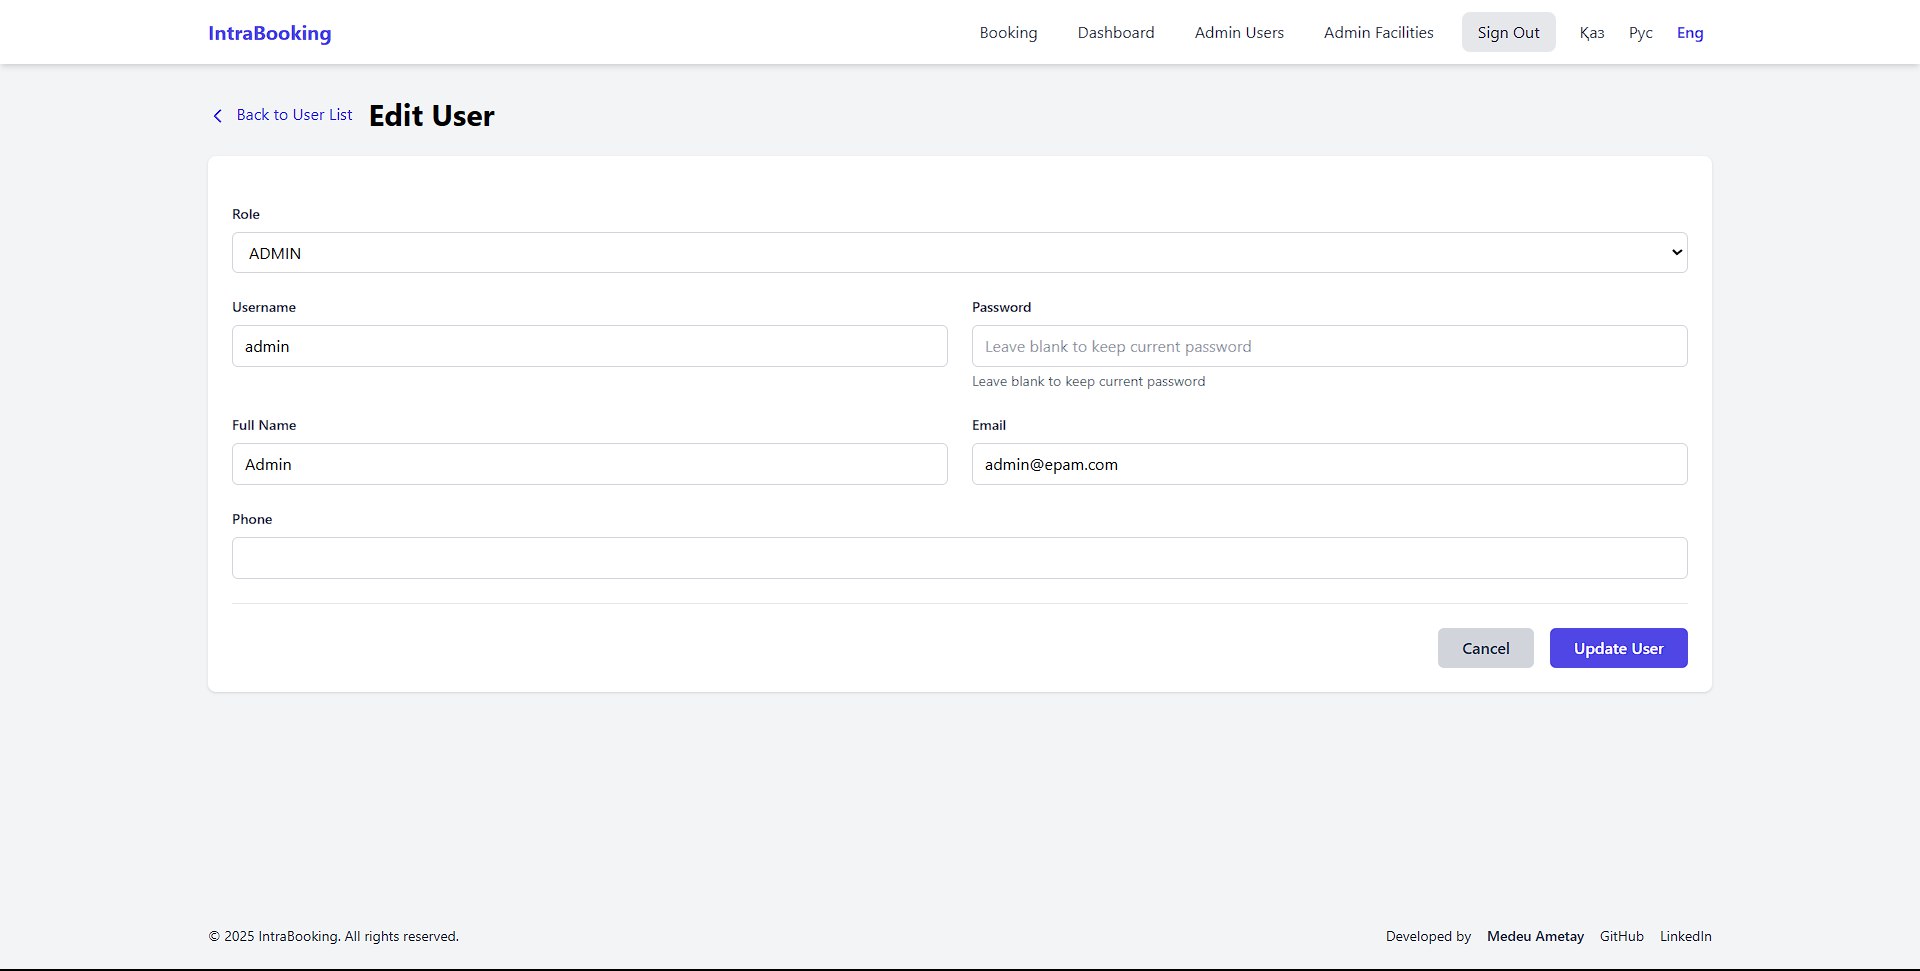 IntraBooking Booking Dashboard Admin Users Admin Facilities Sign Out Қаз Рус Eng
Back to User List Edit User
Role
ADMIN
Username Password
admin Leave blank to keep current password
Leave blank to keep current password
Full Name Email
Admin admin@epam.com
Phone
Cancel Update User
© 2025 IntraBooking. All rights reserved. Developed by Medeu Ametay GitHub LinkedIn